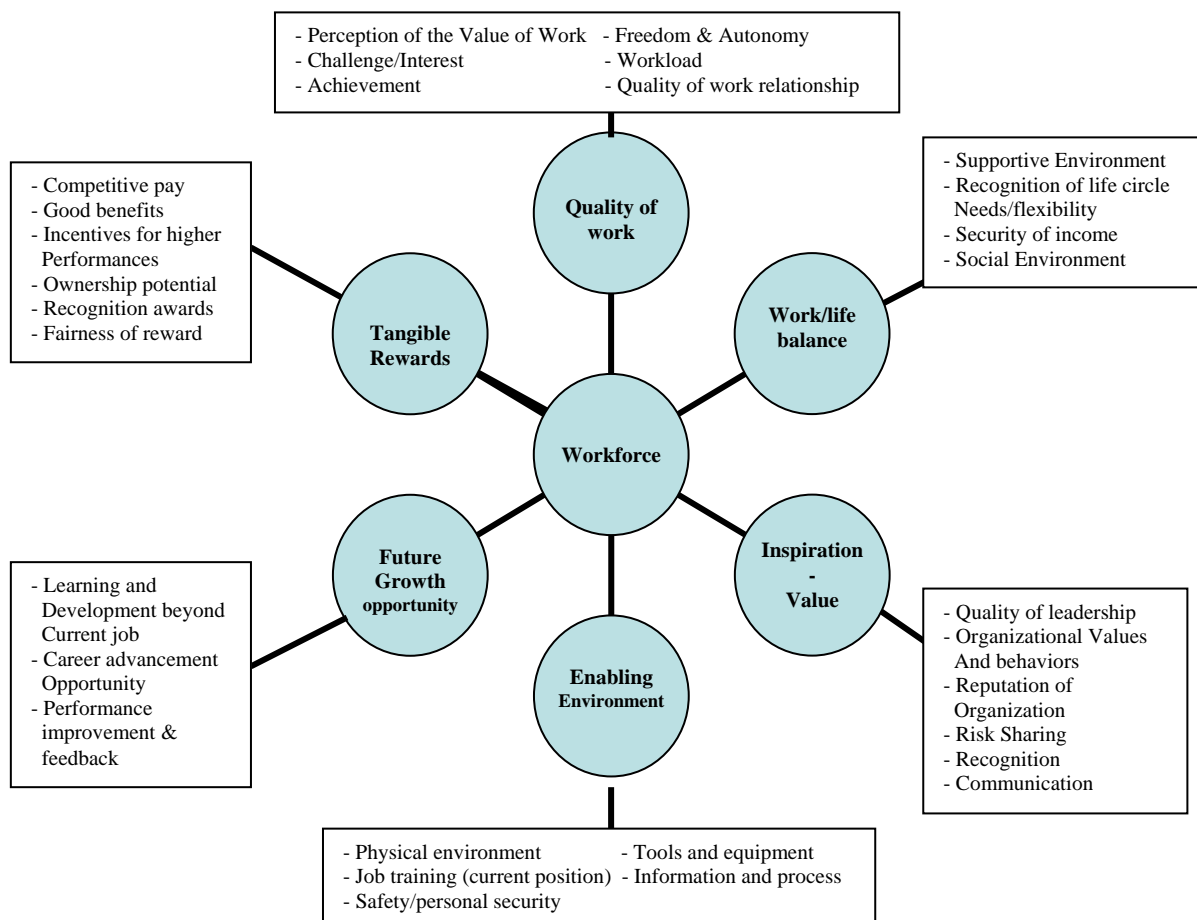 - Perception of the Value of Work - Freedom & Autonomy
- Challenge/Interest - Workload
- Achievement - Quality of work relationship
- Competitive pay
- Good benefits
- Incentives for higher
Performances
- Ownership potential
- Recognition awards
- Fairness of reward
Quality of
work
- Supportive Environment
- Recognition of life circle
Needs/flexibility
- Security of income
- Social Environment
Tangible
Rewards
Work/life
balance
Workforce
Future
Growth
opportunity
Inspiration
-
Value
- Learning and
Development beyond
Current job
- Career advancement
Opportunity
- Performance
improvement &
feedback
Enabling
Environment
- Quality of leadership
- Organizational Values
And behaviors
- Reputation of
Organization
- Risk Sharing
- Recognition
- Communication
- Physical environment - Tools and equipment
- Job training (current position) - Information and process
- Safety/personal security